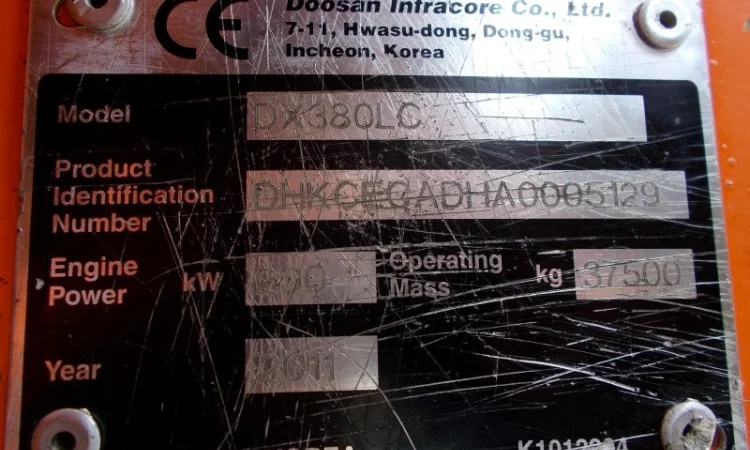 CE
Doosan Infracore Co., Ltd.
7-11, Hwasu-dong, Dong-gu,
Incheon, Korea
Model DX380LC
Product
Identification
Number
DHKCECADHA0005129
Engine
Power
kW
Operating
Mass
kg 37500
Year 2011